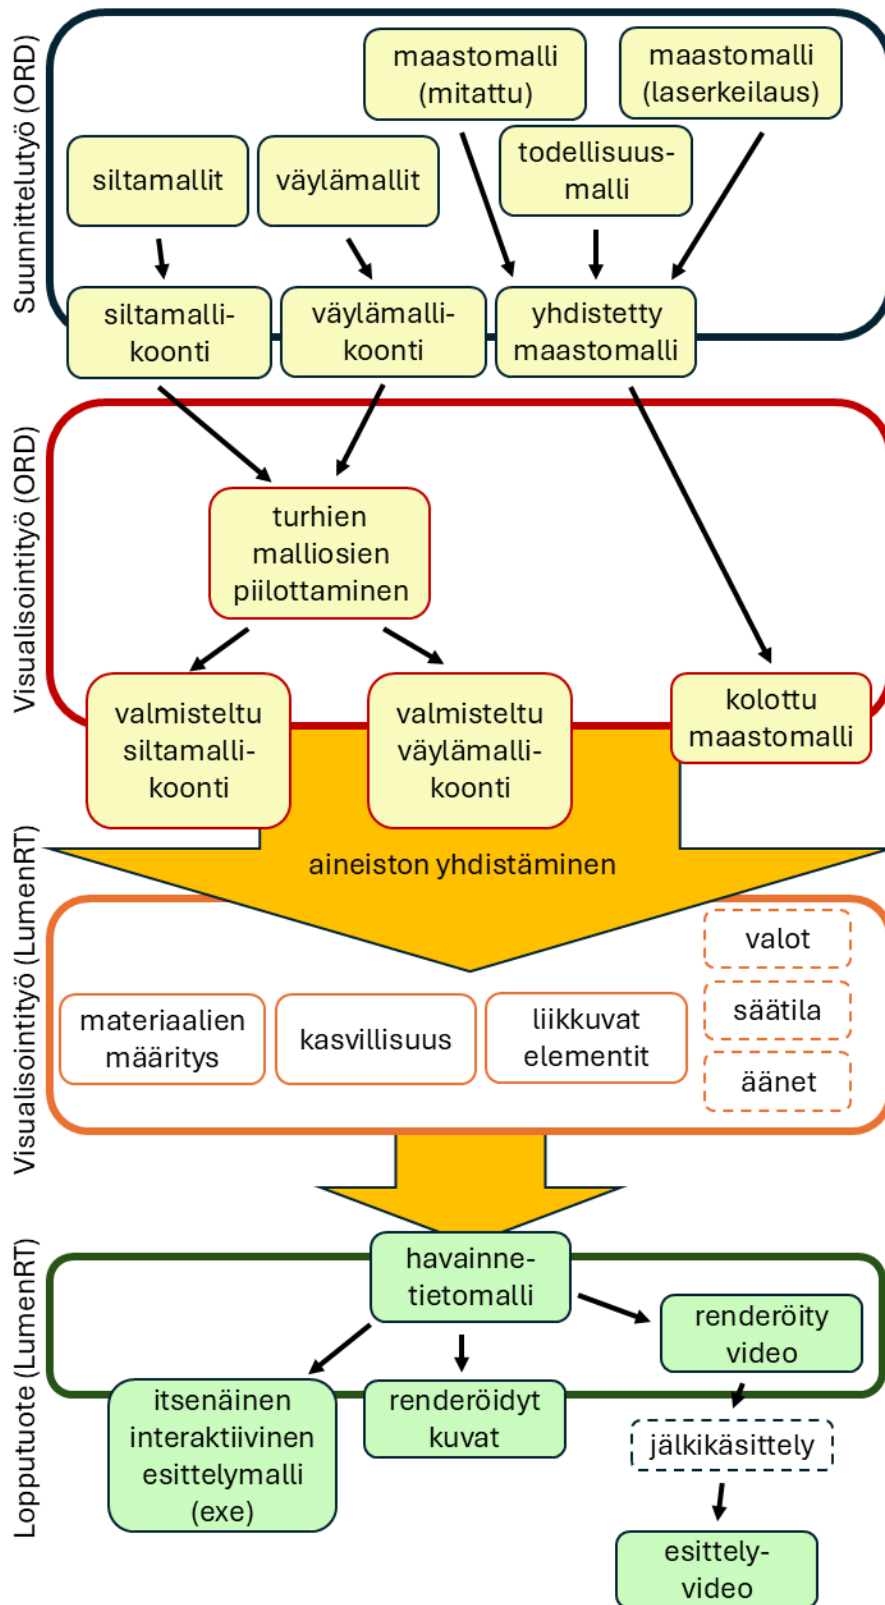 Suunnittelutyö (ORD)
maastomalli
(mitattu)
maastomalli
(laserkeilaus)
siltamallit
väylämallit
todellisuus-
malli
siltamalli-
koonti
väylämalli-
koonti
yhdistetty
maastomalli
Visualisointityö (ORD)
turhien
malliosien
piilottaminen
valmisteltu
siltamalli-
koonti
valmisteltu
väylämalli-
koonti
kolottu
maastomalli
aineiston yhdistäminen
Visualisointityö (LumenRT)
materiaalien
määritys
kasvillisuus
liikkuvat
elementit
valot
säätila
äänet
Lopputuote (LumenRT)
havainne-
tietomalli
renderöity
video
itsenäinen
interaktiivinen
esittelymalli
(exe)
renderöidyt
kuvat
jälkikäsittely
esittely-
video